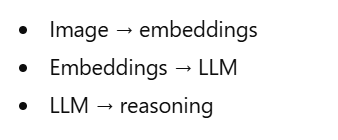 • Image → embeddings
• Embeddings → LLM
• LLM → reasoning